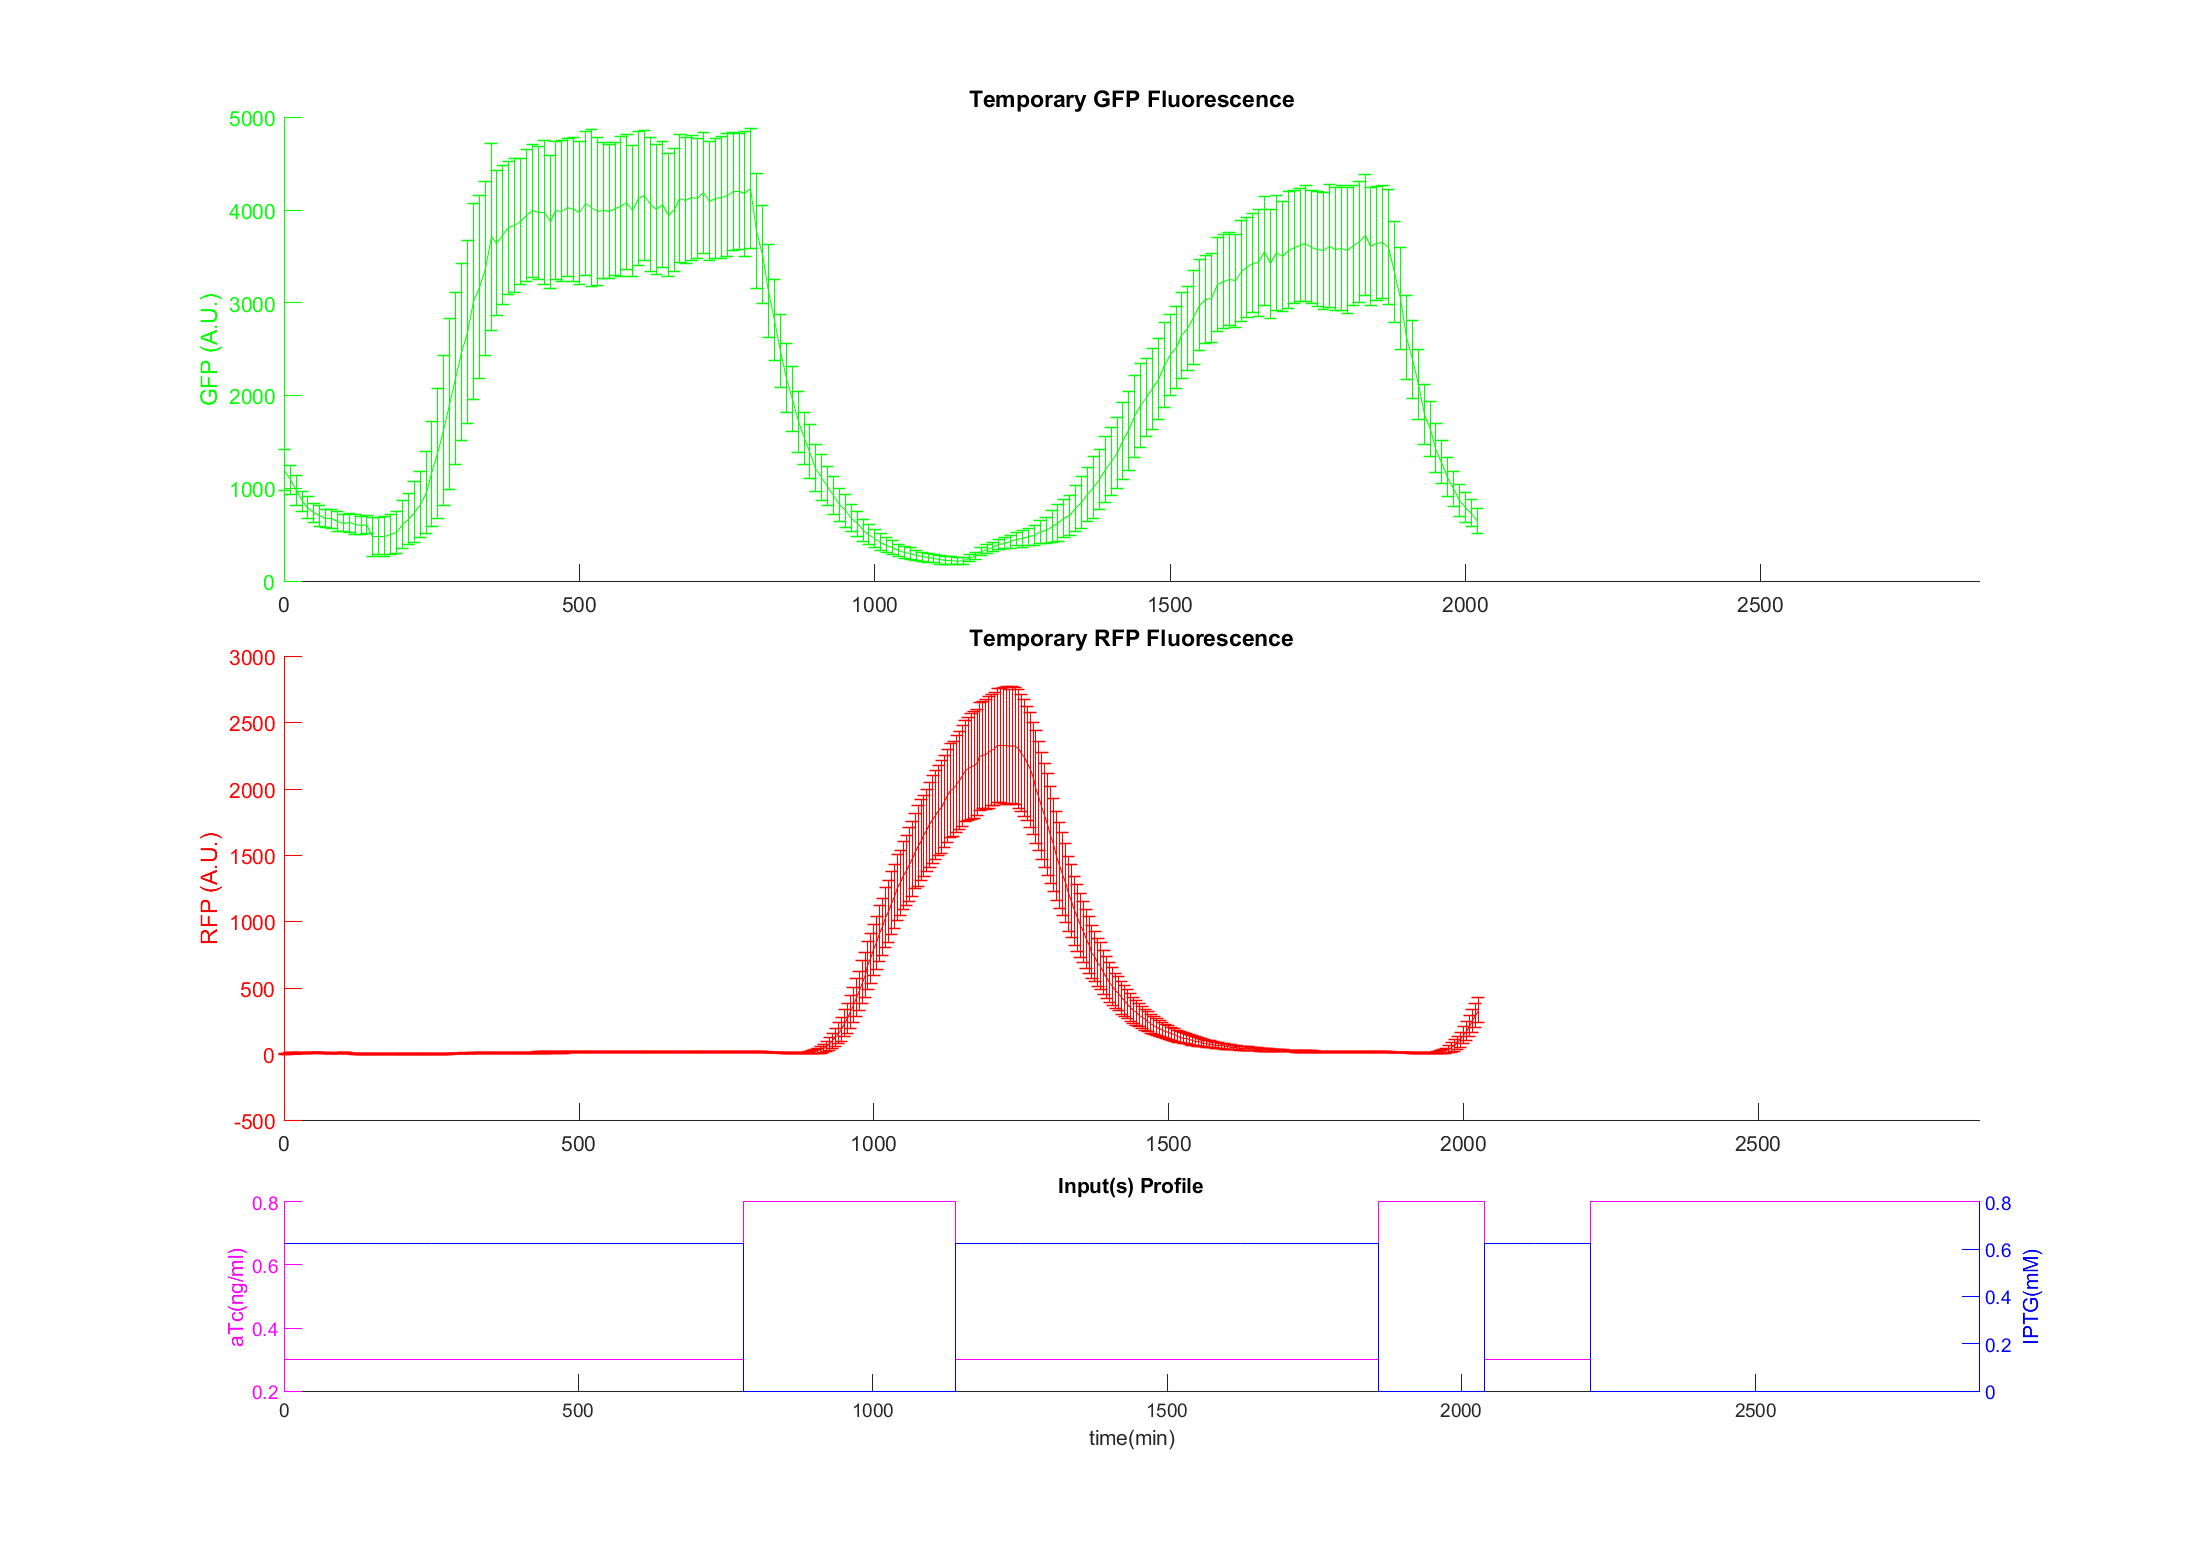 Temporary GFP Fluorescence
5000
4000
3000
2000
1000
0
GFP (A.U.)
0 500 1000 1500 2000 2500
Temporary RFP Fluorescence
3000
2500
2000
1500
1000
500
0
-500
RFP (A.U.)
0 500 1000 1500 2000 2500
Input(s) Profile
0.8
0.6
0.4
0.2
aTc(ng/ml)
0.8
0.6
0.4
0.2
0
IPTG(mM)
0 500 1000 1500 2000 2500
time(min)